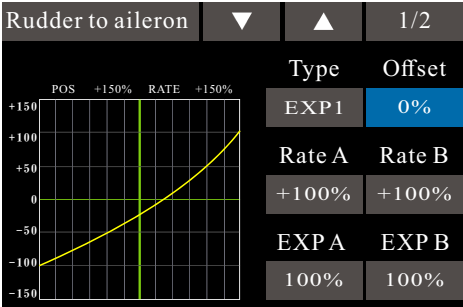 Rudder to aileron ▼ ▲ 1/2
Type Offset
POS +150% RATE +150%
EXP1 0%
+150
+100
+50
0
-50
-100
-150
Rate A Rate B
+100% +100%
EXP A EXP B
100% 100%